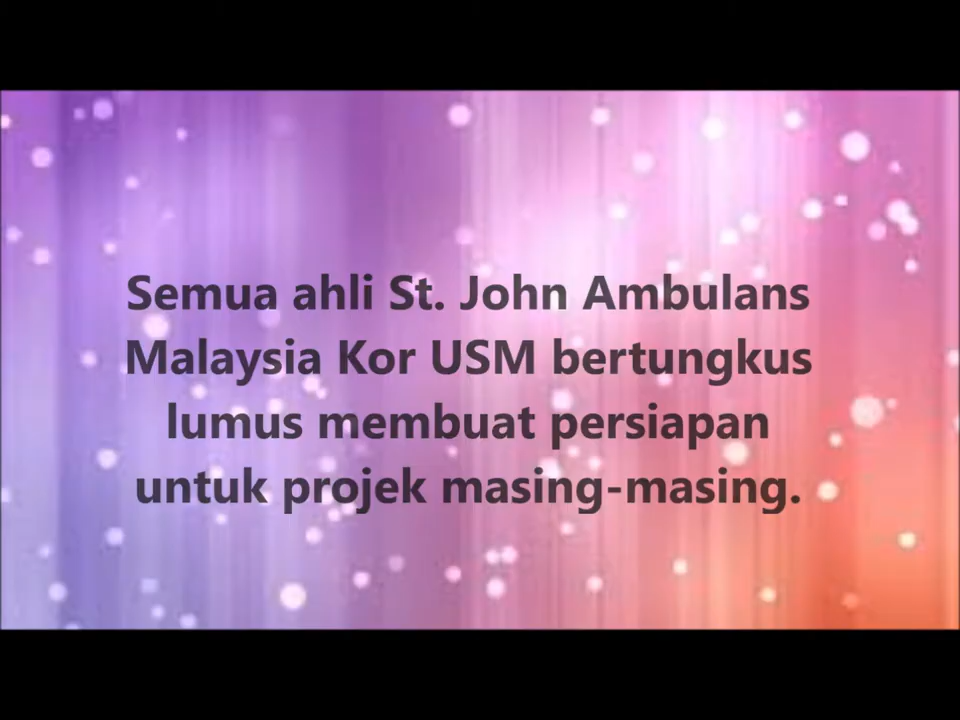 Semua ahli St. John Ambulans
Malaysia Kor USM bertungkus
lumus membuat persiapan
untuk projek masing-masing.